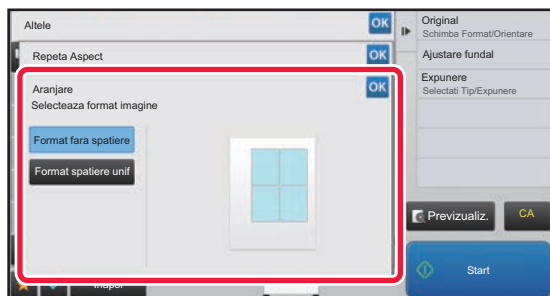 Altele
OK
Repeta Aspect
OK
Aranjare
OK
Selecteaza format imagine
Format fara spatiere
Format spatiere unif
Original
Schimba Format/Orientare
Ajustare fundal
Expunere
Selectati Tip/Expunere
Previzualiz.
CA
Start